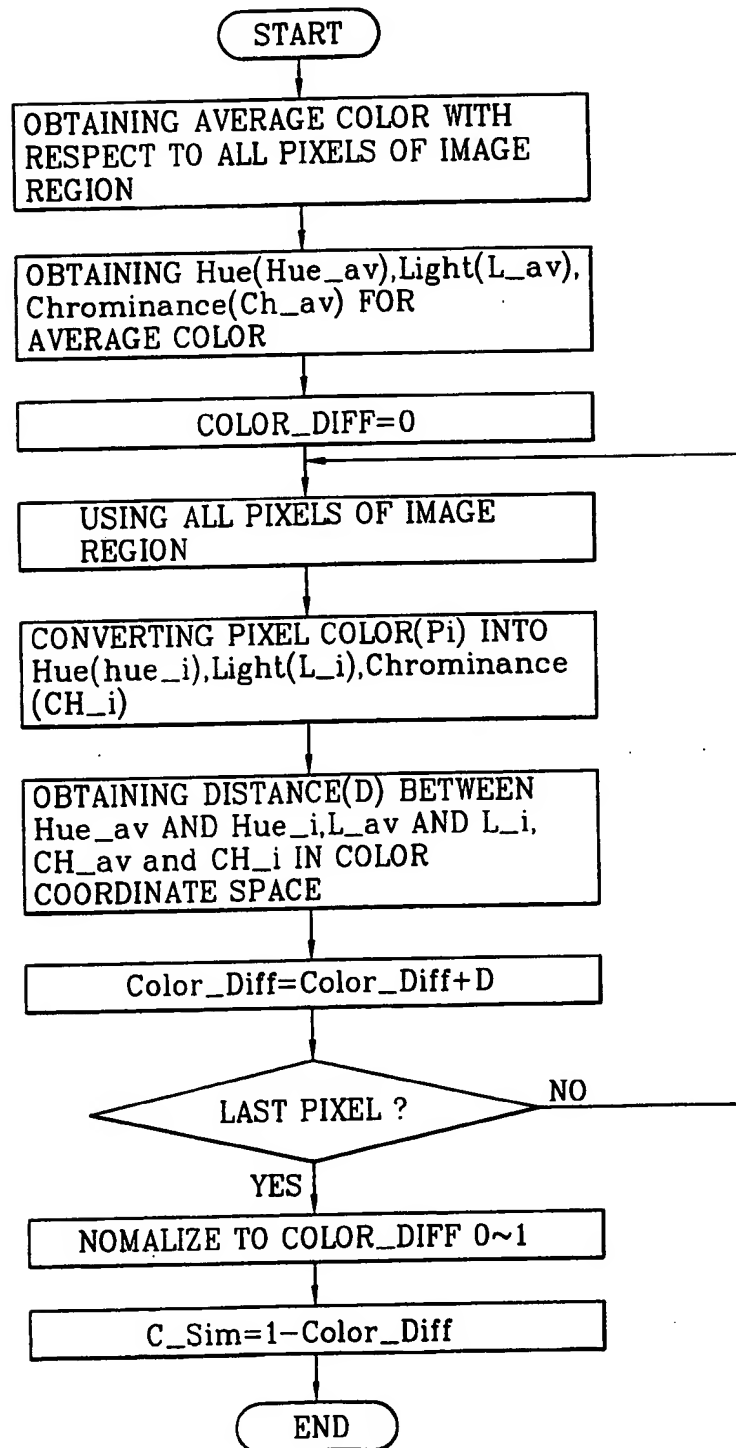 START
OBTAINING AVERAGE COLOR WITH
RESPECT TO ALL PIXELS OF IMAGE
REGION
OBTAINING Hue(Hue_av),Light(L_av),
Chrominance(Ch_av) FOR
AVERAGE COLOR
COLOR_DIFF=0
USING ALL PIXELS OF IMAGE
REGION
CONVERTING PIXEL COLOR(Pi) INTO
Hue(hue_i),Light(L_i),Chrominance
(CH_i)
OBTAINING DISTANCE(D) BETWEEN
Hue_av AND Hue_i,L_av AND L_i,
CH_av and CH_i IN COLOR
COORDINATE SPACE
Color_Diff=Color_Diff+D
LAST PIXEL ?
NO
YES
NOMALIZE TO COLOR_DIFF 0~1
C_Sim=1-Color_Diff
END